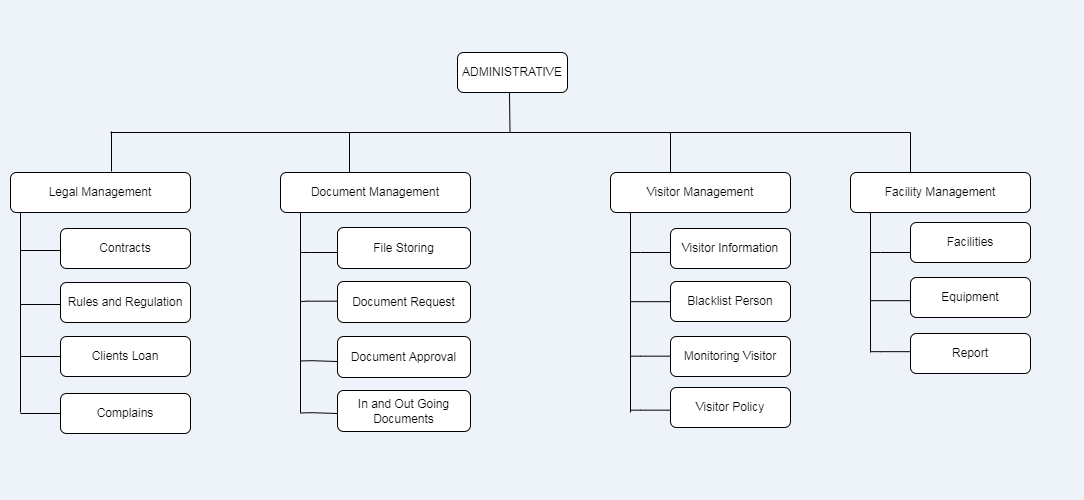 ADMINISTRATIVE
Legal Management
Contracts
Rules and Regulation
Clients Loan
Complains
Document Management
File Storing
Document Request
Document Approval
In and Out Going
Documents
Visitor Management
Visitor Information
Blacklist Person
Monitoring Visitor
Visitor Policy
Facility Management
Facilities
Equipment
Report